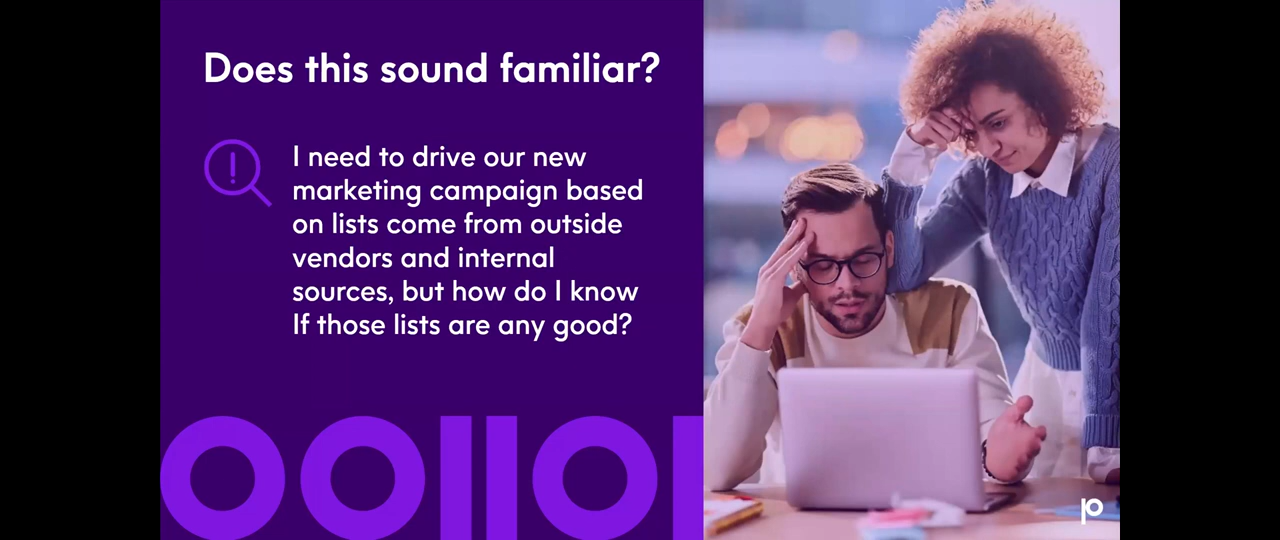 Does this sound familiar?
I need to drive our new
marketing campaign based
on lists come from outside
vendors and internal
sources, but how do I know
If those lists are any good?